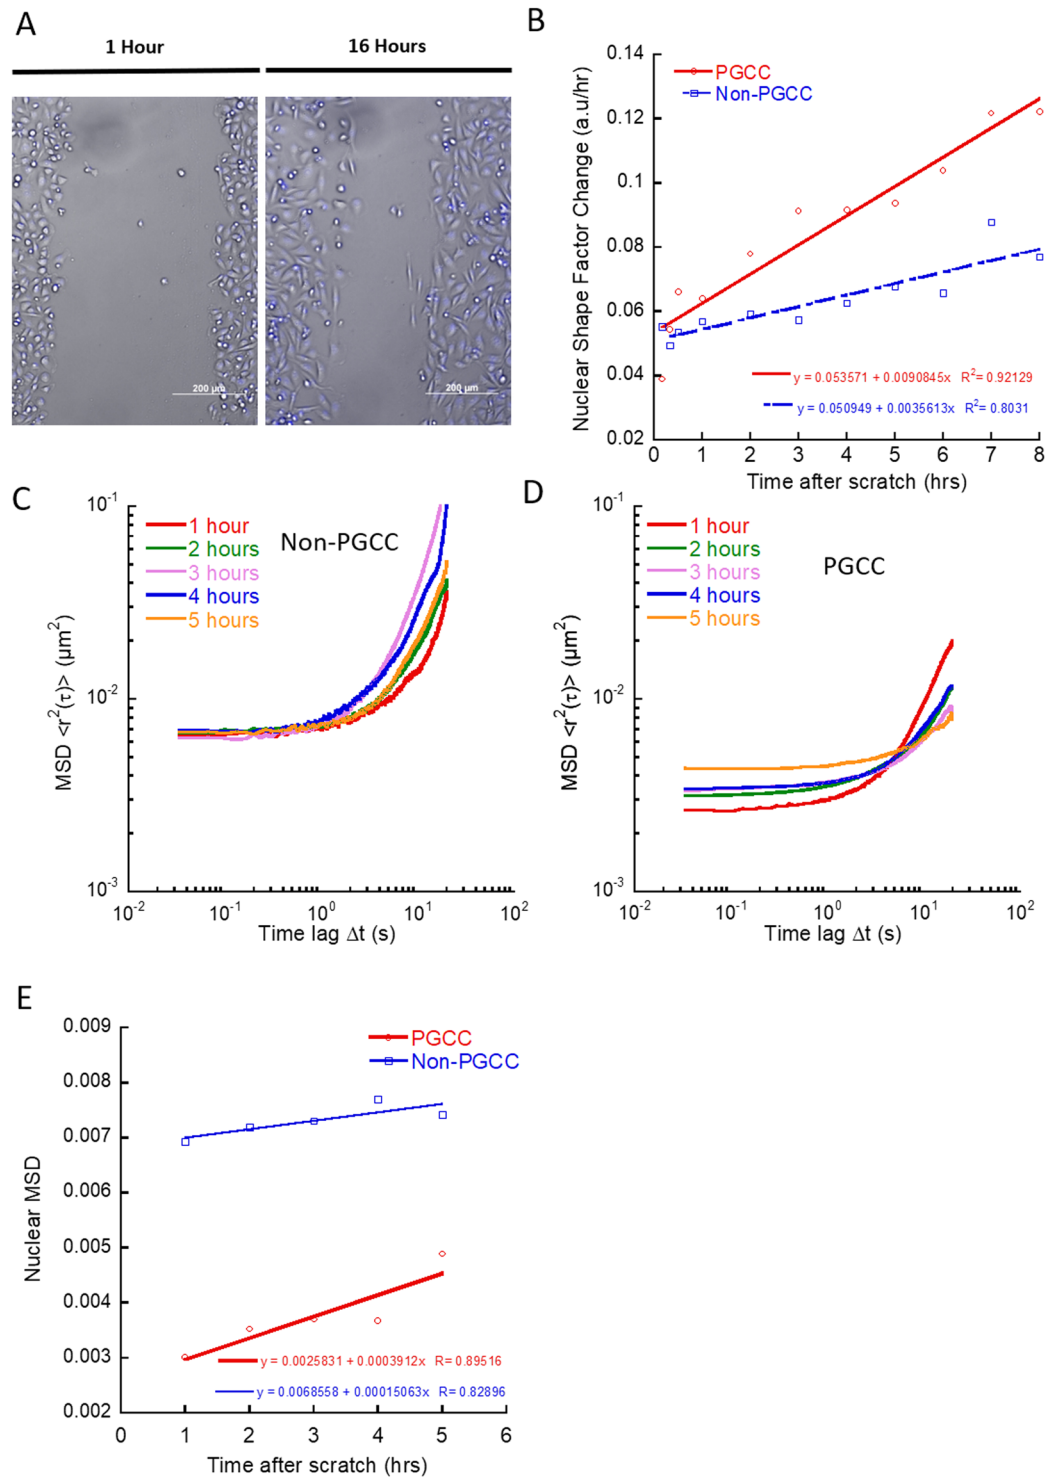 A
1 Hour
16 Hours
200 µm
200 µm
B
Nuclear Shape Factor Change (a.u/hr)
0.14
0.12
0.1
0.08
0.06
0.04
0.02
PGCC
Non-PGCC
y = 0.053571 + 0.0090845x R²= 0.92129
y = 0.050949 + 0.0035613x R²= 0.8031
0 1 2 3 4 5 6 7 8
Time after scratch (hrs)
C
MSD <r²(τ)> (µm²)
10⁻¹
10⁻²
10⁻³
1 hour
2 hours
3 hours
4 hours
5 hours
Non-PGCC
10⁻² 10⁻¹ 10⁰ 10¹ 10²
Time lag Δt (s)
D
MSD <r²(τ)> (µm²)
10⁻¹
10⁻²
10⁻³
1 hour
2 hours
3 hours
4 hours
5 hours
PGCC
10⁻² 10⁻¹ 10⁰ 10¹ 10²
Time lag Δt (s)
E
Nuclear MSD
0.009
0.008
0.007
0.006
0.005
0.004
0.003
0.002
PGCC
Non-PGCC
y = 0.0025831 + 0.0003912x R= 0.89516
y = 0.0068558 + 0.00015063x R= 0.82896
0 1 2 3 4 5 6
Time after scratch (hrs)